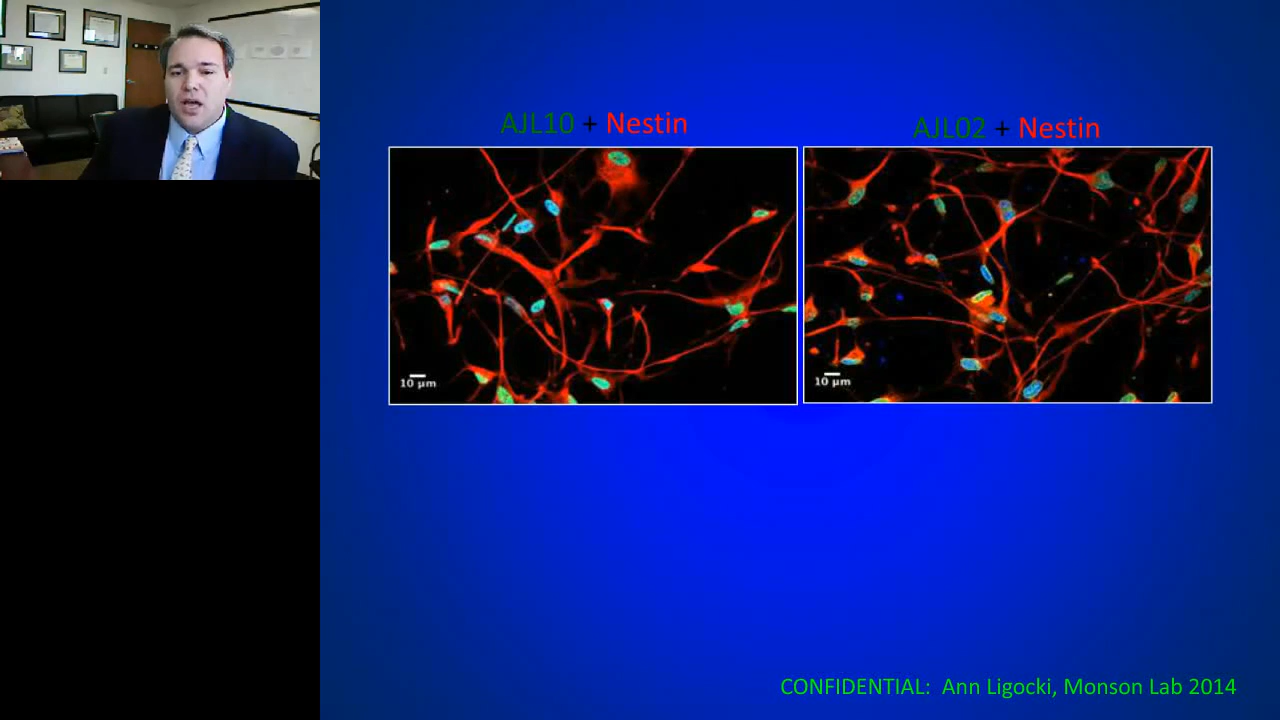 AJL10 + Nestin
AJL02 + Nestin
10 μm
10 μm
CONFIDENTIAL: Ann Ligocki, Monson Lab 2014